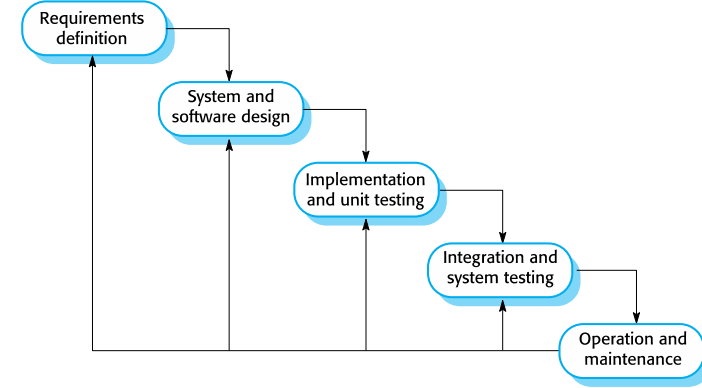 Requirements
definition
System and
software design
Implementation
and unit testing
Integration and
system testing
Operation and
maintenance